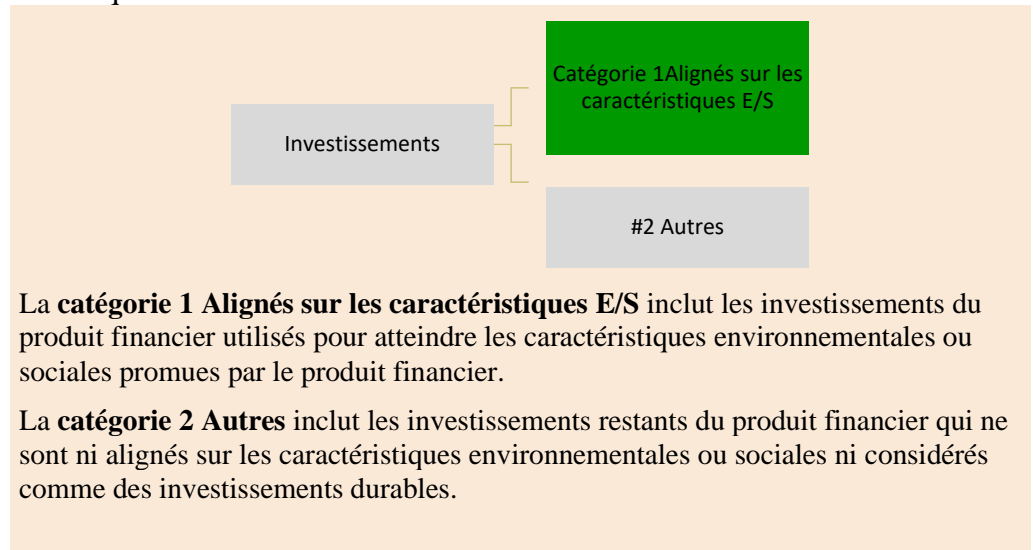 Catégorie 1Alignés sur les
caractéristiques E/S
Investissements
#2 Autres
La catégorie 1 Alignés sur les caractéristiques E/S inclut les investissements du
produit financier utilisés pour atteindre les caractéristiques environnementales ou
sociales promues par le produit financier.
La catégorie 2 Autres inclut les investissements restants du produit financier qui ne
sont ni alignés sur les caractéristiques environnementales ou sociales ni considérés
comme des investissements durables.